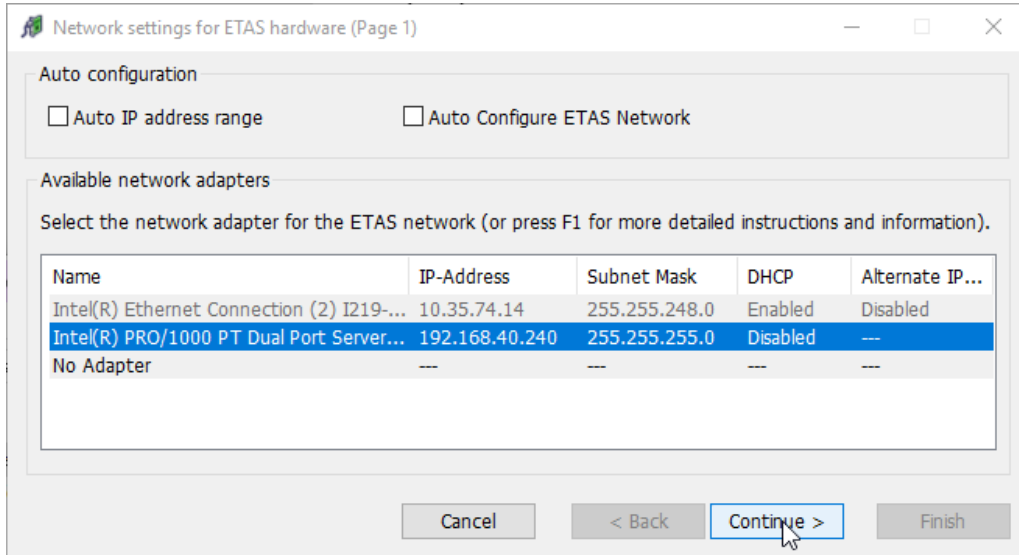 Network settings for ETAS hardware (Page 1)
Auto configuration
Auto IP address range Auto Configure ETAS Network
Available network adapters
Select the network adapter for the ETAS network (or press F1 for more detailed instructions and information).
Name IP-Address Subnet Mask DHCP Alternate IP...
Intel(R) Ethernet Connection (2) I219-... 10.35.74.14 255.255.248.0 Enabled Disabled
Intel(R) PRO/1000 PT Dual Port Server... 192.168.40.240 255.255.255.0 Disabled ---
No Adapter --- --- --- ---
Cancel < Back Continue > Finish